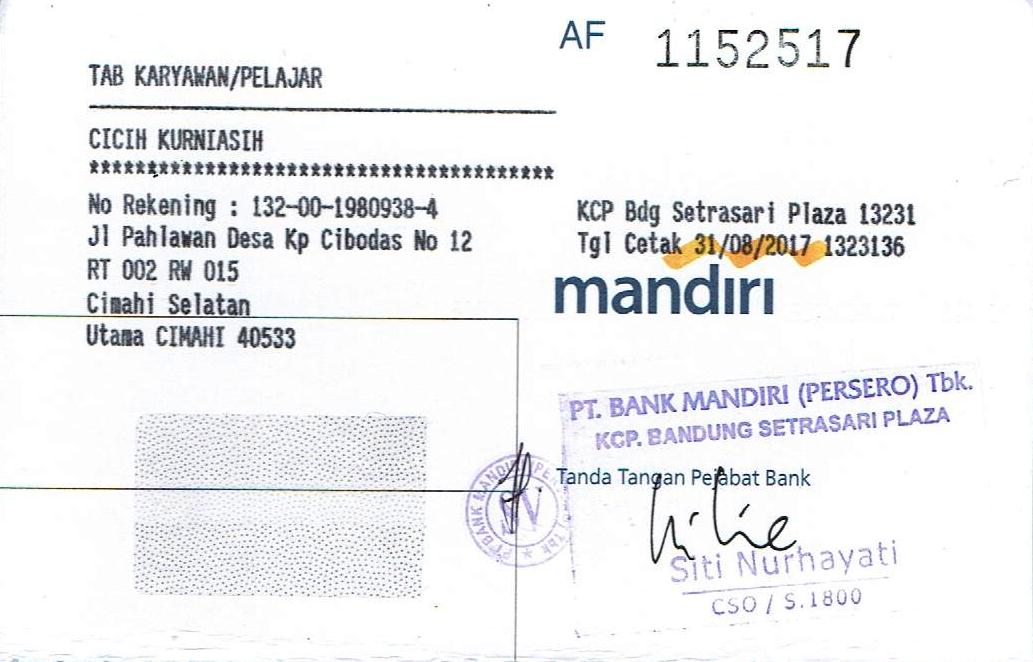 AF 1152517
TAB KARYAWAN/PELAJAR
CICIH KURNIASIH
******************************************
No Rekening : 132-00-1980938-4
Jl Pahlawan Desa Kp Cibodas No 12
RT 002 RW 015
Cimahi Selatan
Utama CIMAHI 40533
KCP Bdg Setrasari Plaza 13231
Tgl Cetak 31/08/2017 1323136
mandiri
PT. BANK MANDIRI (PERSERO) Tbk.
KCP. BANDUNG SETRASARI PLAZA
Tanda Tangan Pejabat Bank
Siti Nurhayati
CSO / S.1800
PT BANK MANDIRI Tbk